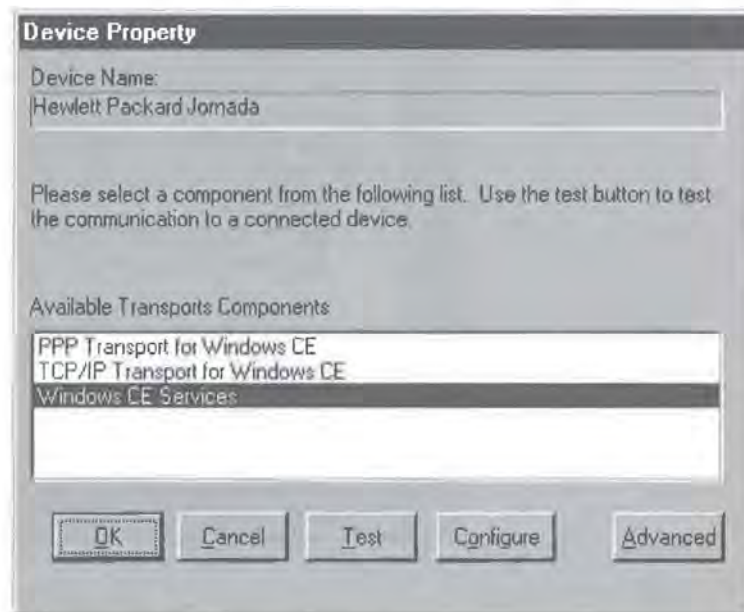 Device Property
Device Name:
Hewlett Packard Jornada
Please select a component from the following list. Use the test button to test
the communication to a connected device.
Available Transports Components
PPP Transport for Windows CE
TCP/IP Transport for Windows CE
Windows CE Services
OK
Cancel
Test
Configure
Advanced